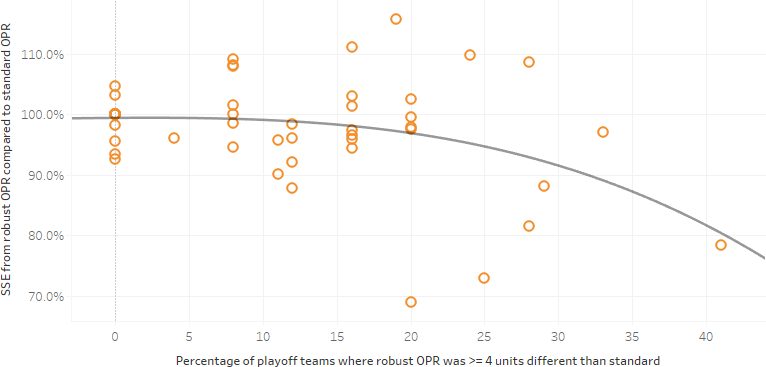 SSE from robust OPR compared to standard OPR
110.0%
100.0%
90.0%
80.0%
70.0%
0 5 10 15 20 25 30 35 40
Percentage of playoff teams where robust OPR was >= 4 units different than standard